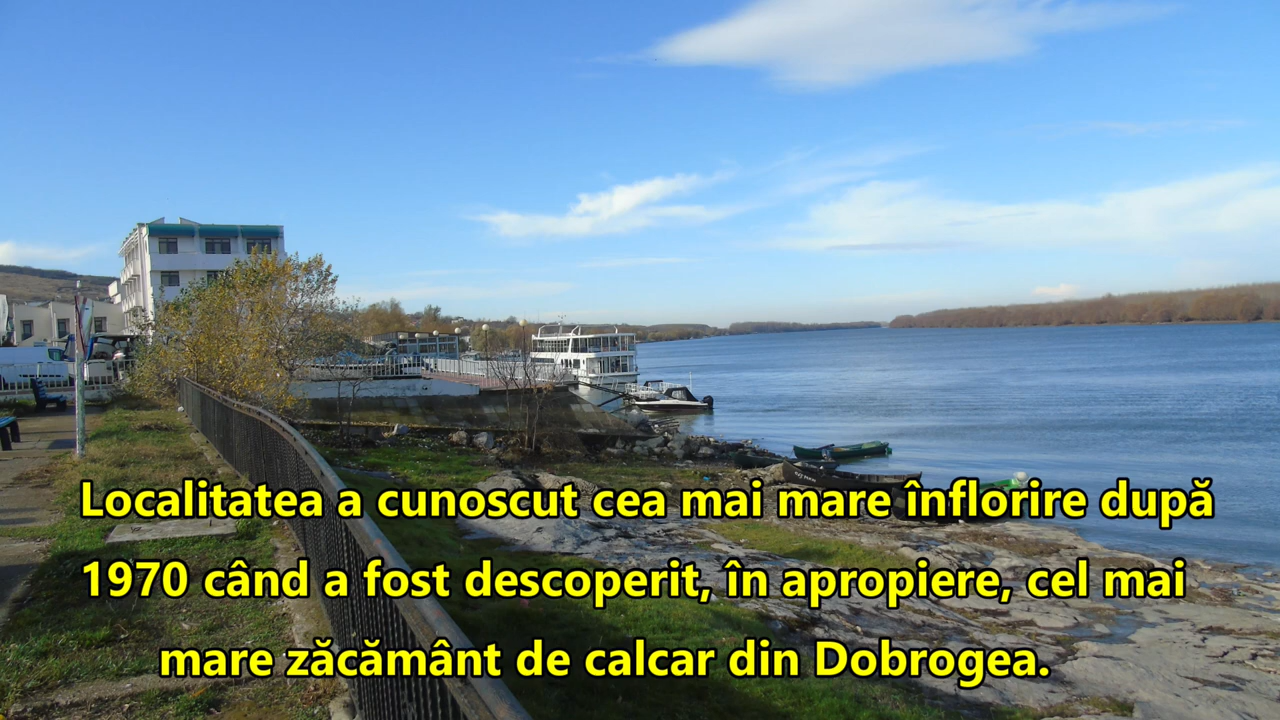 Localitatea a cunoscut cea mai mare înflorire după
1970 când a fost descoperit, în apropiere, cel mai
mare zăcământ de calcar din Dobrogea.